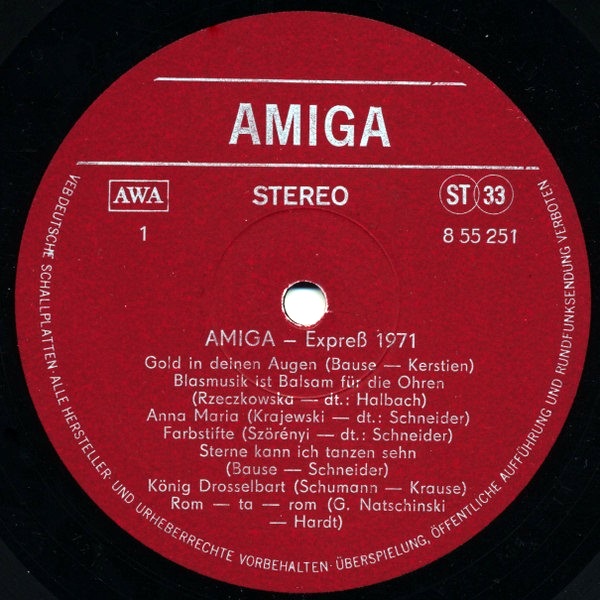 AMIGA
AWA
STEREO
ST 33
1
8 55 251
AMIGA — Expreß 1971
Gold in deinen Augen (Bause — Kerstien)
Blasmusik ist Balsam für die Ohren
(Rzeczkowska — dt.: Halbach)
Anna Maria (Krajewski — dt.: Schneider)
Farbstifte (Szörényi — dt.: Schneider)
Sterne kann ich tanzen sehn
(Bause — Schneider)
König Drosselbart (Schumann — Krause)
Rom — ta — rom (G. Natschinski
— Hardt)
VEB DEUTSCHE SCHALLPLATTEN ALLE HERSTELLER- UND URHEBERRECHTE VORBEHALTEN · ÜBERSPIELUNG, ÖFFENTLICHE AUFFÜHRUNG UND RUNDFUNKSENDUNG VERBOTEN